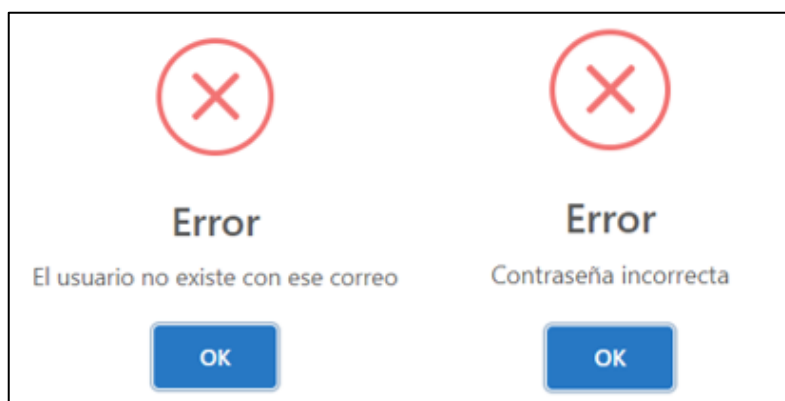 Error
El usuario no existe con ese correo
OK
Error
Contraseña incorrecta
OK